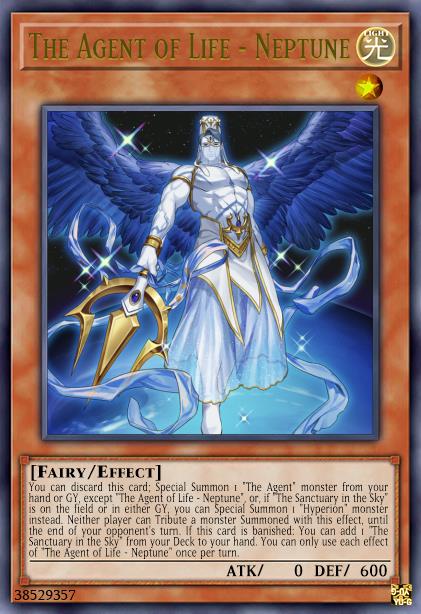 The Agent of Life - Neptune
LIGHT
光
[Fairy/Effect]
You can discard this card; Special Summon 1 "The Agent" monster from your
hand or GY, except "The Agent of Life - Neptune", or, if "The Sanctuary in the Sky"
is on the field or in either GY, you can Special Summon 1 "Hyperion" monster
instead. Neither player can Tribute a monster Summoned with this effect, until
the end of your opponent's turn. If this card is banished: You can add 1 "The
Sanctuary in the Sky" from your Deck to your hand. You can only use each effect
of "The Agent of Life - Neptune" once per turn.
ATK/ 0 DEF/ 600
38529357